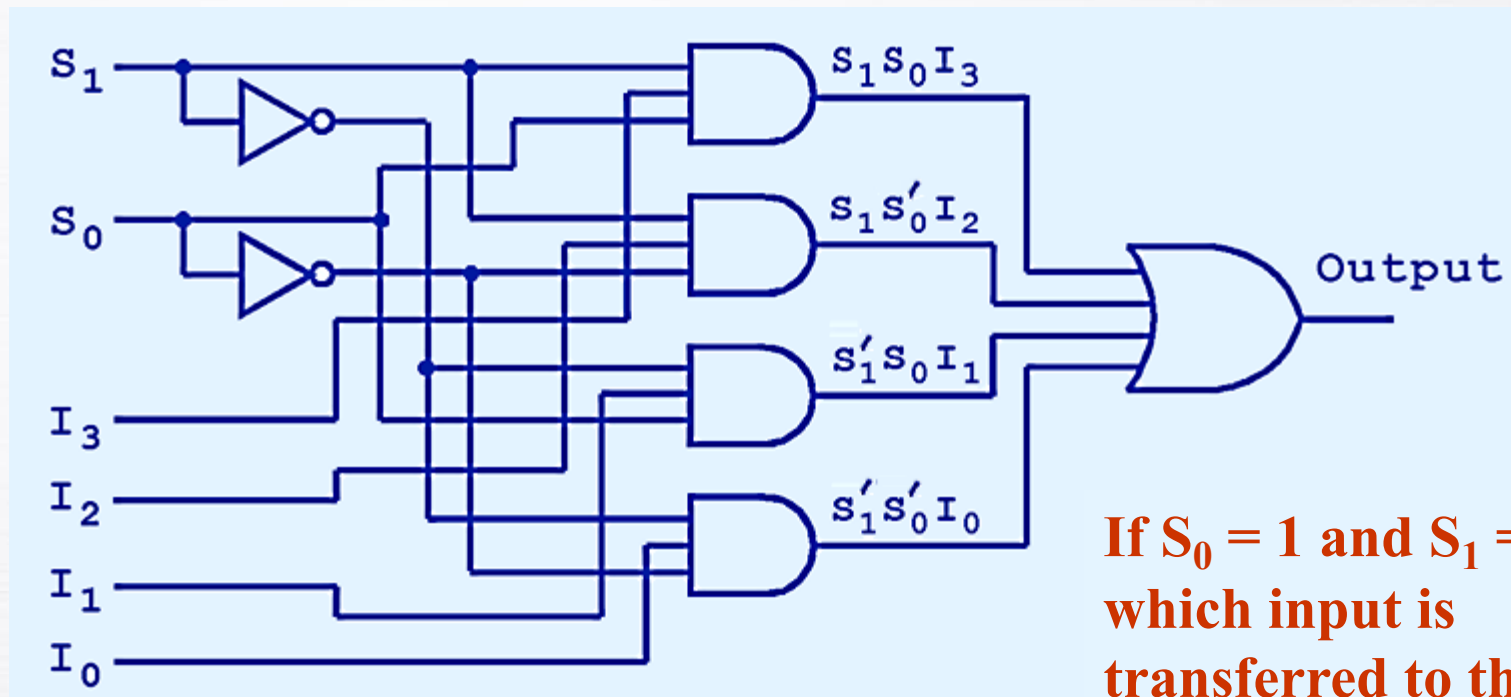 S₁
S₁S₀I₃
S₀
S₁S₀′I₂
Output
S₁′S₀I₁
I₃
I₂
S₁′S₀′I₀
If S₀ = 1 and S₁ =
which input is
I₁
I₀
transferred to th